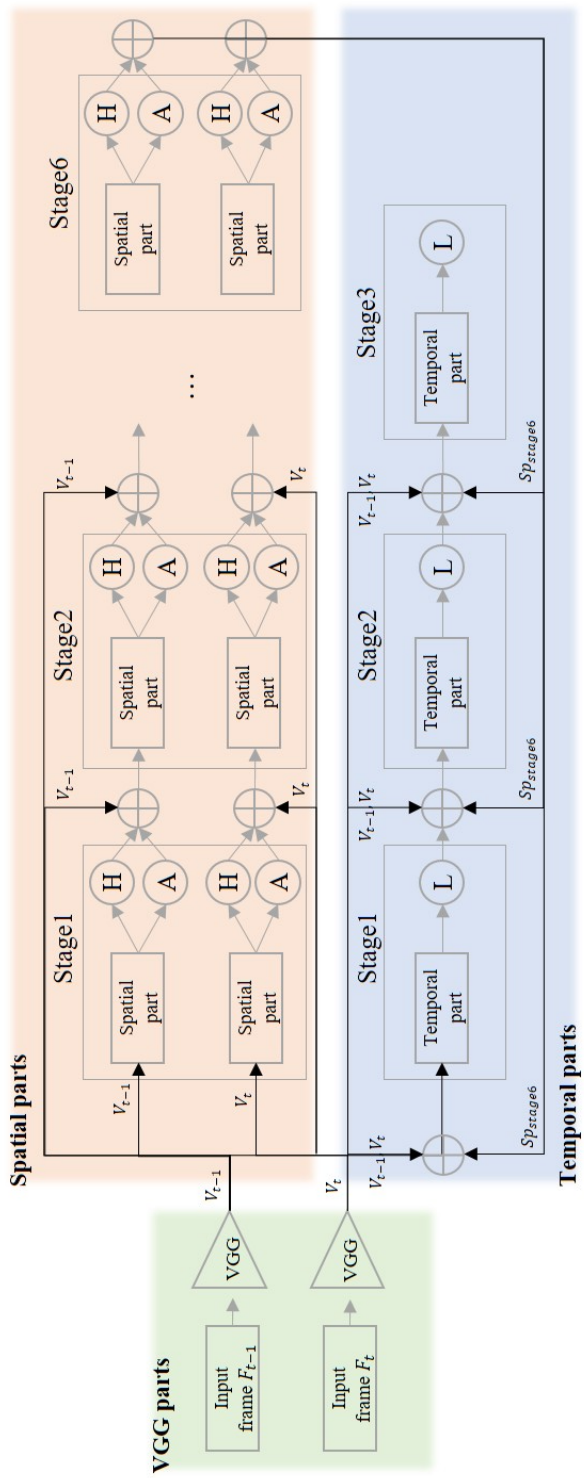 VGG parts
Input
frame F_{t−1}
VGG
Input
frame F_t
VGG
Spatial parts
V_{t−1}
V_t
Stage1
V_{t−1}
Spatial
part
H
A
V_t
Spatial
part
H
A
V_{t−1}
V_t
Stage2
Spatial
part
H
A
Spatial
part
H
A
V_{t−1}
V_t
...
Stage6
Spatial
part
H
A
Spatial
part
H
A
Temporal parts
V_{t−1},V_t
Sp_{stage6}
Stage1
Temporal
part
L
V_{t−1},V_t
Sp_{stage6}
Stage2
Temporal
part
L
V_{t−1},V_t
Sp_{stage6}
Stage3
Temporal
part
L